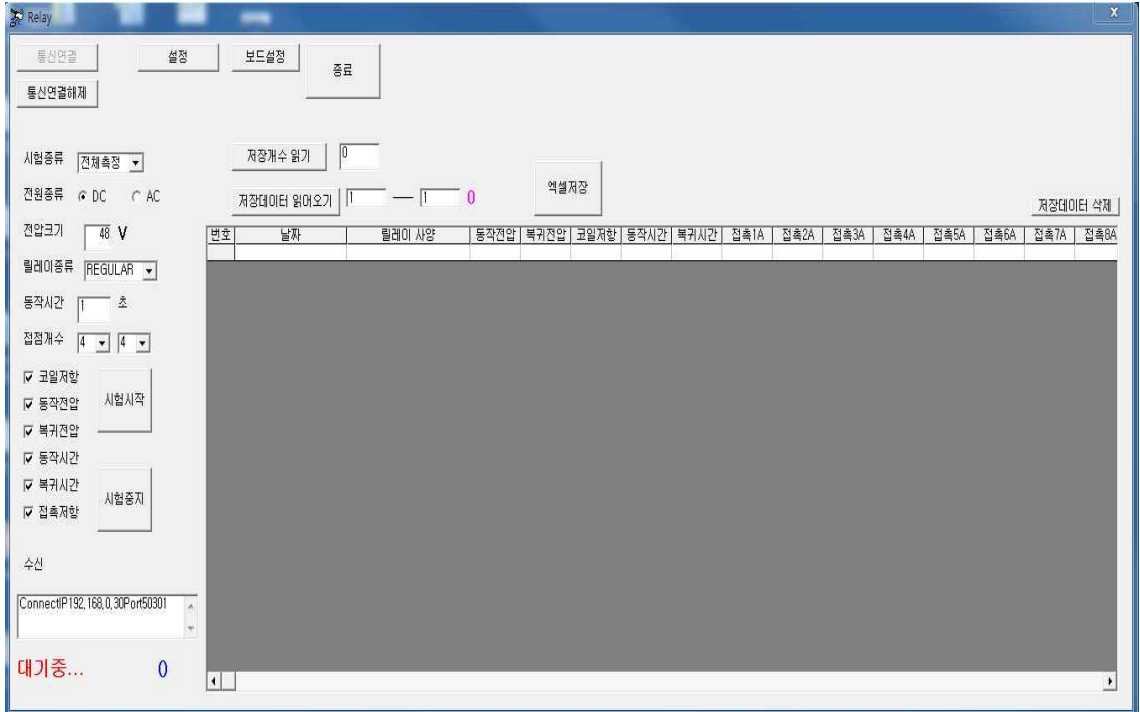 Relay
X
통신연결 설정 보드설정 종료
통신연결해제
시험종류 전체측정
저장개수 읽기 0
전원종류 DC AC
저장데이터 읽어오기 1 — 1 0
엑셀저장
저장데이터 삭제
전압크기 48 V
번호 날짜 릴레이 사양 동작전압 복귀전압 코일저항 동작시간 복귀시간 접촉1A 접촉2A 접촉3A 접촉4A 접촉5A 접촉6A 접촉7A 접촉8A
릴레이종류 REGULAR
동작시간 1 초
접점개수 4 4
코일저항
동작전압
복귀전압
동작시간
복귀시간
접촉저항
시험시작
시험중지
수신
ConnectIP192,168,0,30Port50301
대기중... 0